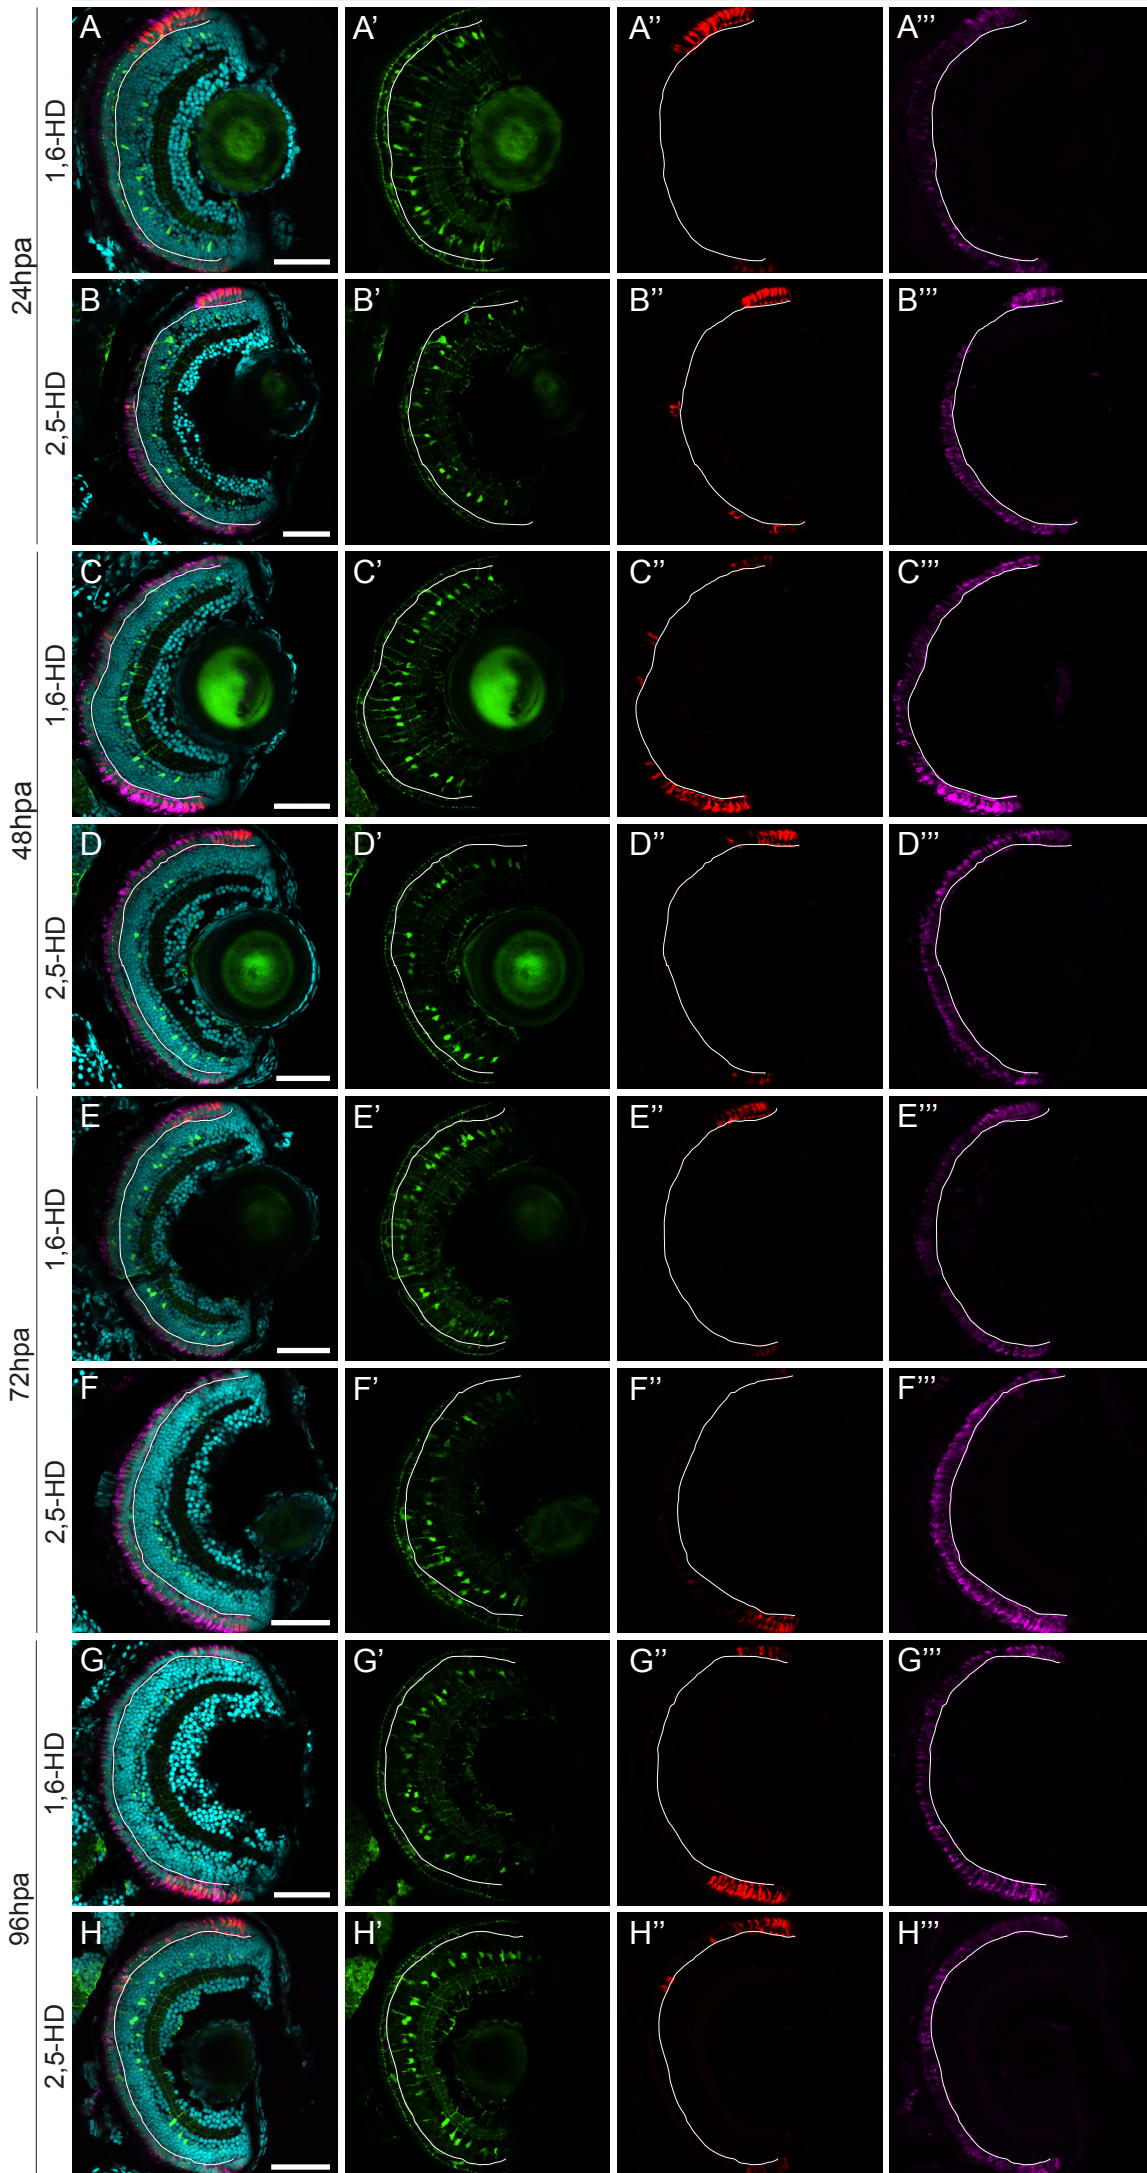 24hpa
1,6-HD
A A’ A’’ A’’’
2,5-HD
B B’ B’’ B’’’
48hpa
1,6-HD
C C’ C’’ C’’’
2,5-HD
D D’ D’’ D’’’
72hpa
1,6-HD
E E’ E’’ E’’’
2,5-HD
F F’ F’’ F’’’
96hpa
1,6-HD
G G’ G’’ G’’’
2,5-HD
H H’ H’’ H’’’